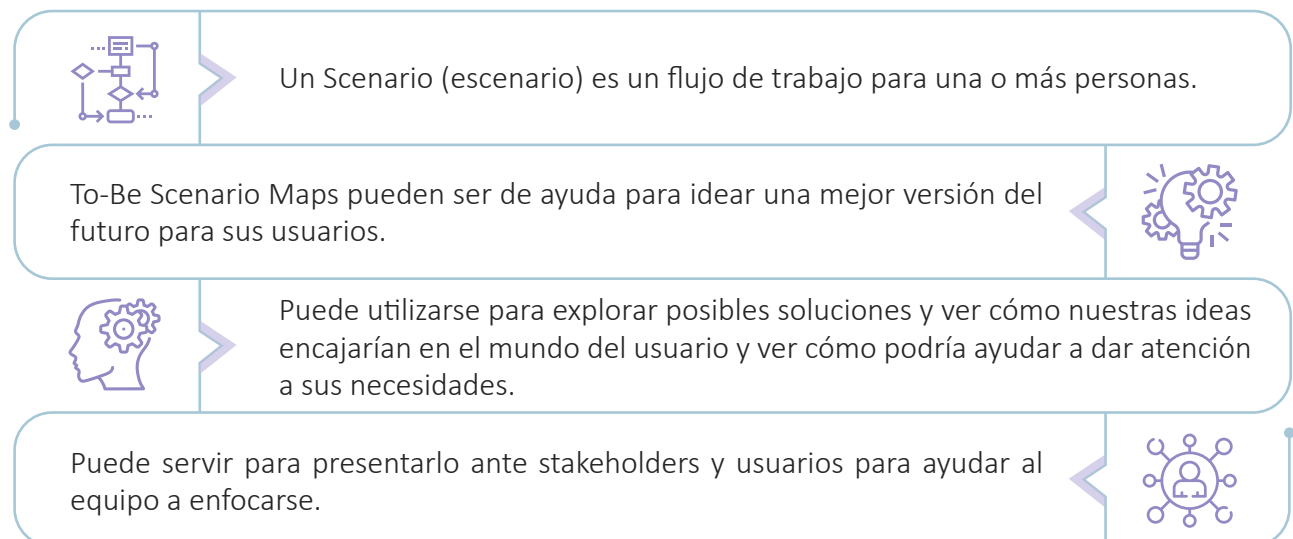 Un Scenario (escenario) es un flujo de trabajo para una o más personas.
To-Be Scenario Maps pueden ser de ayuda para idear una mejor versión del
futuro para sus usuarios.
Puede utilizarse para explorar posibles soluciones y ver cómo nuestras ideas
encajarían en el mundo del usuario y ver cómo podría ayudar a dar atención
a sus necesidades.
Puede servir para presentarlo ante stakeholders y usuarios para ayudar al
equipo a enfocarse.